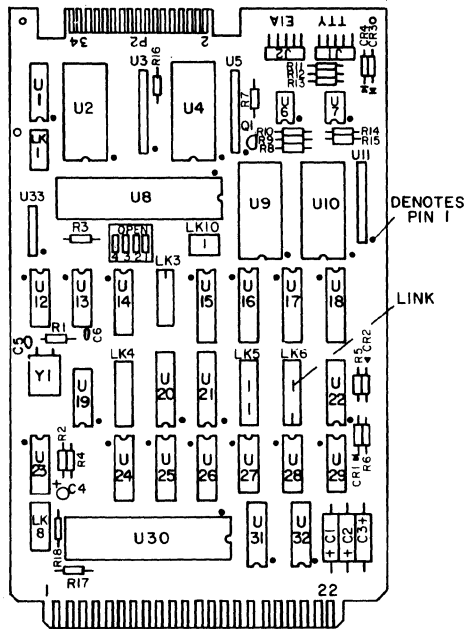 34 P2 2
EIA TTY
J2 J1
CR4
CR3
U1
U2
U3
R16
U4
U5
R7
U6
U7
R11
R12
R13
Q1
R10
R9
R8
R14
R15
LK1
U33
U8
U9
U10
U11
DENOTES
PIN 1
R3
OPEN
4 3 2 1
LK10
LK3
U12
U13
U14
U15
U16
U17
U18
LINK
C5
R1
C6
Y1
LK4
LK5
LK6
R5
CR2
U19
U20
U21
U22
U23
R2
R4
+
C4
U24
U25
U26
U27
U28
U29
CR1
R6
LK8
R18
U30
U31
U32
+ C1
+ C2
C3 +
R17
1 22